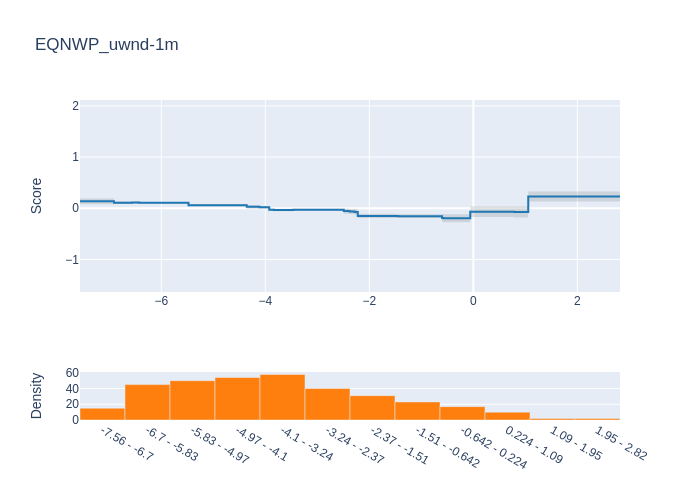 EQNWP_uwnd-1m
Score
2
1
0
−1
−6
−4
−2
0
2
Density
60
40
20
0
-7.56 - -6.7
-6.7 - -5.83
-5.83 - -4.97
-4.97 - -4.1
-4.1 - -3.24
-3.24 - -2.37
-2.37 - -1.51
-1.51 - -0.642
-0.642 - 0.224
0.224 - 1.09
1.09 - 1.95
1.95 - 2.82